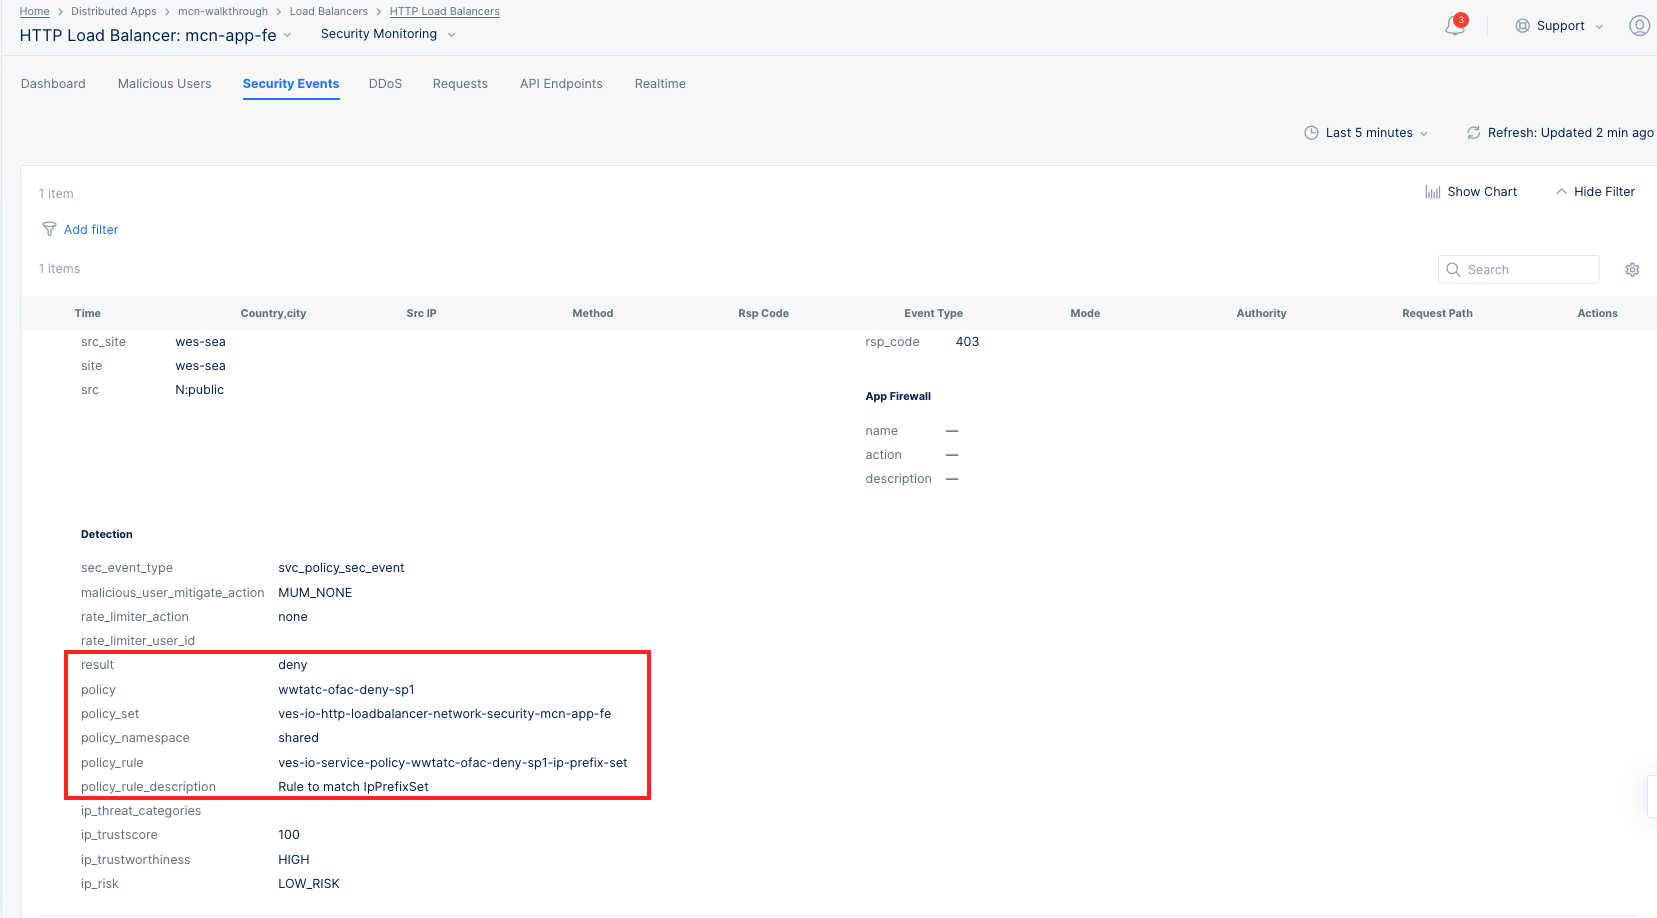 Home > Distributed Apps > mcn-walkthrough > Load Balancers > HTTP Load Balancers
HTTP Load Balancer: mcn-app-fe
Security Monitoring
3
Support
Dashboard Malicious Users Security Events DDoS Requests API Endpoints Realtime
Last 5 minutes
Refresh: Updated 2 min ago
1 item
Show Chart
Hide Filter
Add filter
1 items
Search
Time Country,city Src IP Method Rsp Code Event Type Mode Authority Request Path Actions
src_site wes-sea
site wes-sea
src N:public
rsp_code 403
App Firewall
name —
action —
description —
Detection
sec_event_type svc_policy_sec_event
malicious_user_mitigate_action MUM_NONE
rate_limiter_action none
rate_limiter_user_id
result deny
policy wwtatc-ofac-deny-sp1
policy_set ves-io-http-loadbalancer-network-security-mcn-app-fe
policy_namespace shared
policy_rule ves-io-service-policy-wwtatc-ofac-deny-sp1-ip-prefix-set
policy_rule_description Rule to match IpPrefixSet
ip_threat_categories
ip_trustscore 100
ip_trustworthiness HIGH
ip_risk LOW_RISK